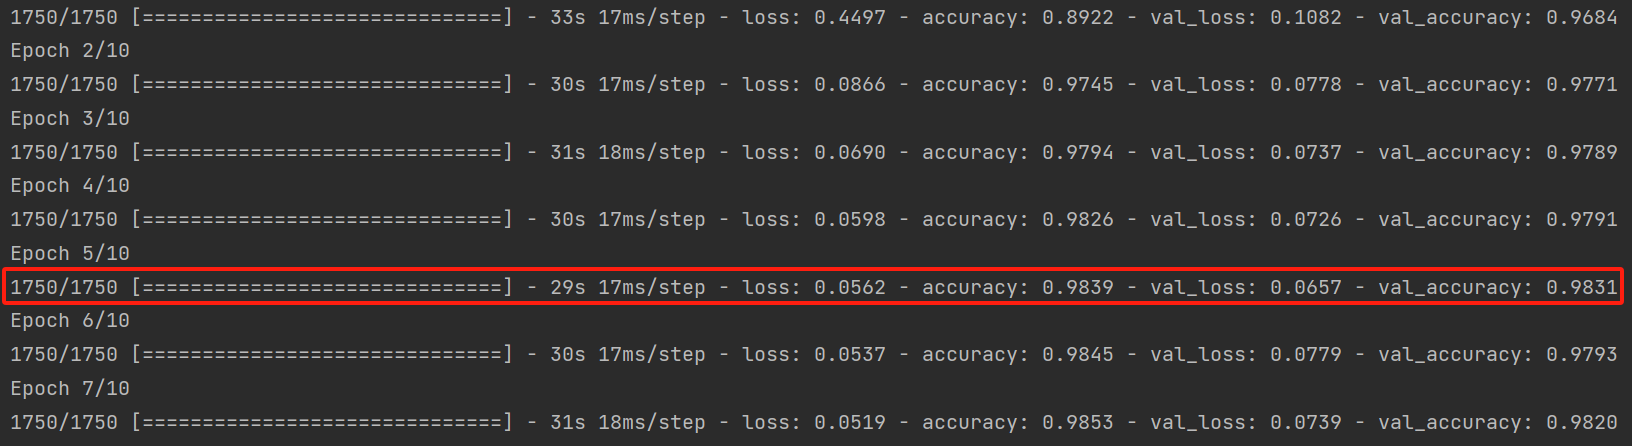 1750/1750 [==============================] - 33s 17ms/step - loss: 0.4497 - accuracy: 0.8922 - val_loss: 0.1082 - val_accuracy: 0.9684
Epoch 2/10
1750/1750 [==============================] - 30s 17ms/step - loss: 0.0866 - accuracy: 0.9745 - val_loss: 0.0778 - val_accuracy: 0.9771
Epoch 3/10
1750/1750 [==============================] - 31s 18ms/step - loss: 0.0690 - accuracy: 0.9794 - val_loss: 0.0737 - val_accuracy: 0.9789
Epoch 4/10
1750/1750 [==============================] - 30s 17ms/step - loss: 0.0598 - accuracy: 0.9826 - val_loss: 0.0726 - val_accuracy: 0.9791
Epoch 5/10
1750/1750 [==============================] - 29s 17ms/step - loss: 0.0562 - accuracy: 0.9839 - val_loss: 0.0657 - val_accuracy: 0.9831
Epoch 6/10
1750/1750 [==============================] - 30s 17ms/step - loss: 0.0537 - accuracy: 0.9845 - val_loss: 0.0779 - val_accuracy: 0.9793
Epoch 7/10
1750/1750 [==============================] - 31s 18ms/step - loss: 0.0519 - accuracy: 0.9853 - val_loss: 0.0739 - val_accuracy: 0.9820